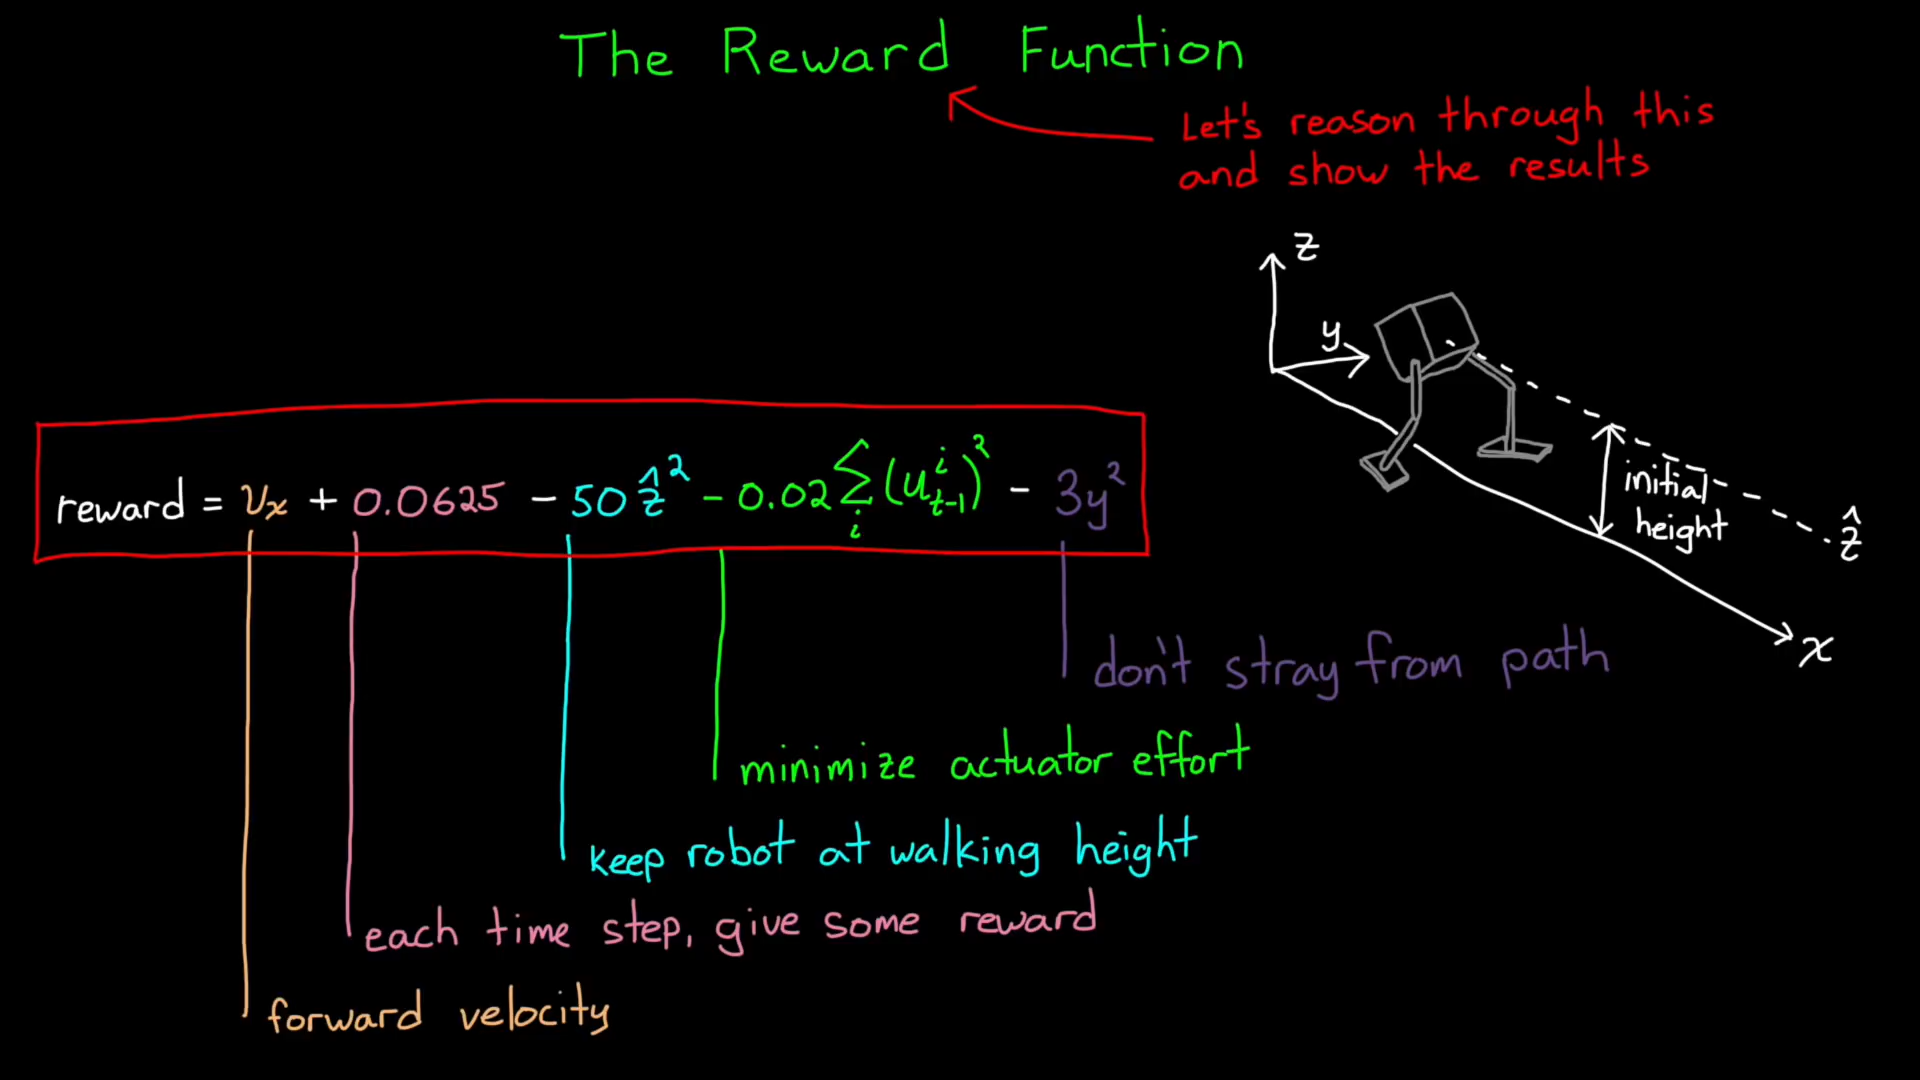 The Reward Function
Let's reason through this
and show the results
z
y
initial
height
ẑ
x
reward = vₓ + 0.0625 - 50ẑ² - 0.02 Σᵢ (uⁱₜ₋₁)² - 3y²
don't stray from path
minimize actuator effort
keep robot at walking height
each time step, give some reward
forward velocity